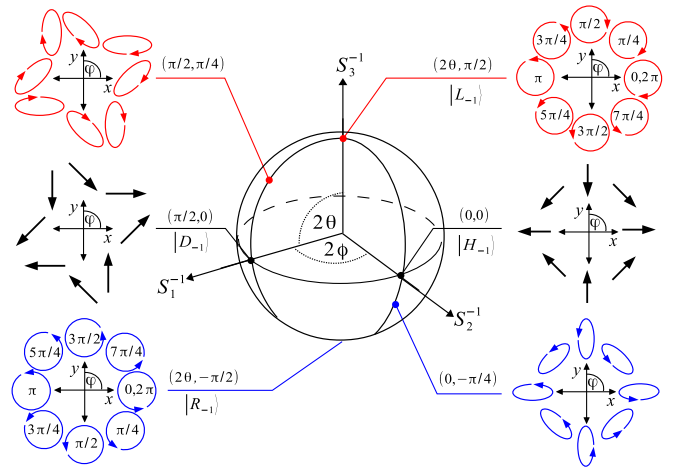 (π/2,π/4)
S₃⁻¹
(2θ,π/2)
|L₋₁⟩
y
φ
x
π/2
3π/4
π/4
y
φ
π
x
0,2π
5π/4
7π/4
3π/2
(π/2,0)
|D₋₁⟩
y
φ
x
2θ
2ϕ
S₁⁻¹
S₂⁻¹
(0,0)
|H₋₁⟩
y
φ
x
3π/2
5π/4
7π/4
y
φ
π
x
0,2π
3π/4
π/4
π/2
(2θ,−π/2)
|R₋₁⟩
(0,−π/4)
y
φ
x